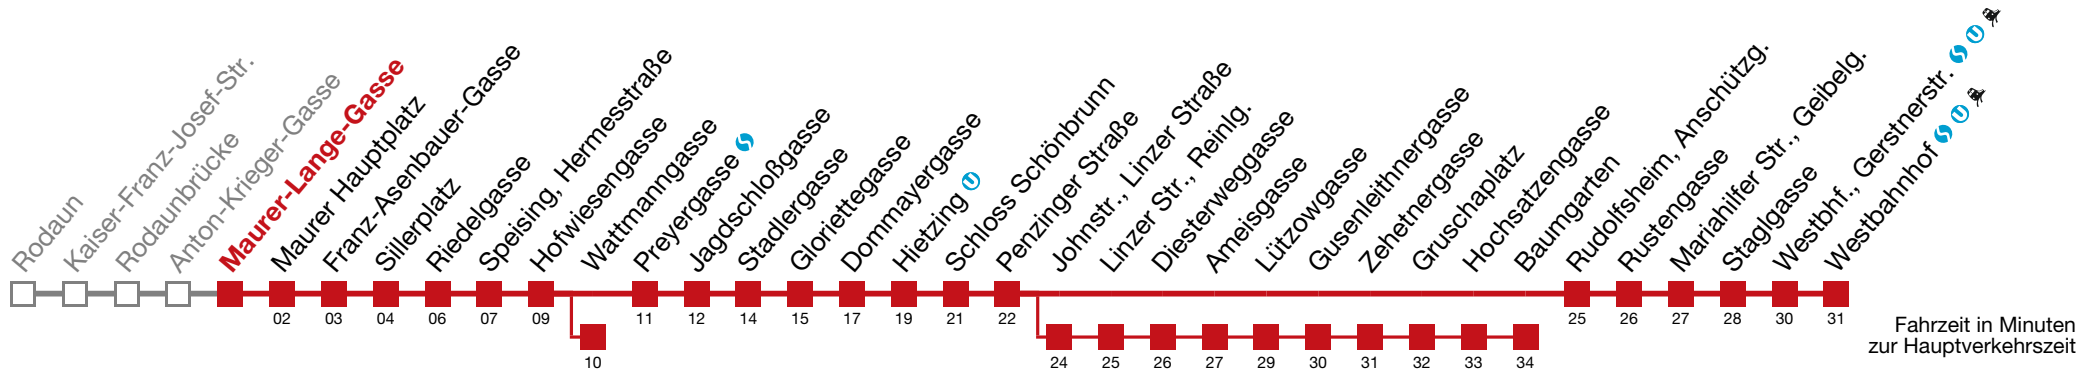 Rodaun
Kaiser-Franz-Josef-Str.
Rodaunbrücke
Anton-Krieger-Gasse
Maurer-Lange-Gasse
Maurer Hauptplatz
Franz-Asenbauer-Gasse
Sillerplatz
Riedelgasse
Speising, Hermesstraße
Hofwiesengasse
Wattmanngasse
Preyergasse
Jagdschloßgasse
Stadlergasse
Gloriettegasse
Dommayergasse
Hietzing U
Schloss Schönbrunn
Penzinger Straße
Johnstr., Linzer Straße
Linzer Str., Reinlg.
Diesterweggasse
Ameisgasse
Lützowgasse
Gusenleithnergasse
Zehetnergasse
Gruschaplatz
Hochsatzengasse
Baumgarten
Rudolfsheim, Anschützg.
Rustengasse
Mariahilfer Str., Geibelg.
Staglgasse
Westbhf., Gerstnerstr. U
Westbahnhof U
02 03 04 06 07 09 11 12 14 15 17 19 21 22 25 26 27 28 30 31
10 24 25 26 27 29 30 31 32 33 34
Fahrzeit in Minuten
zur Hauptverkehrszeit